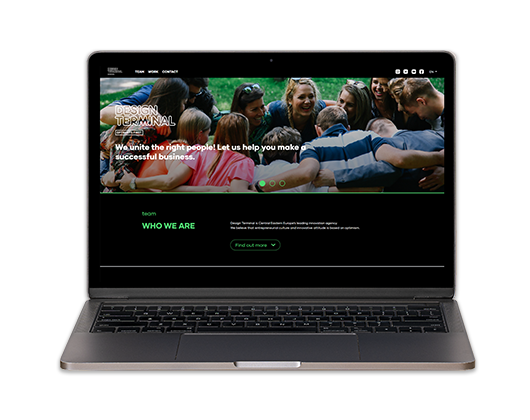 TEAM WORK CONTACT
EN
DESIGN
TERMINAL
We unite the right people! Let us help you make a
successful business.
team
WHO WE ARE
Design Terminal is Central Eastern Europe's leading innovation agency.
We believe that entrepreneurial culture and innovative attitude is based on optimism.
Find out more